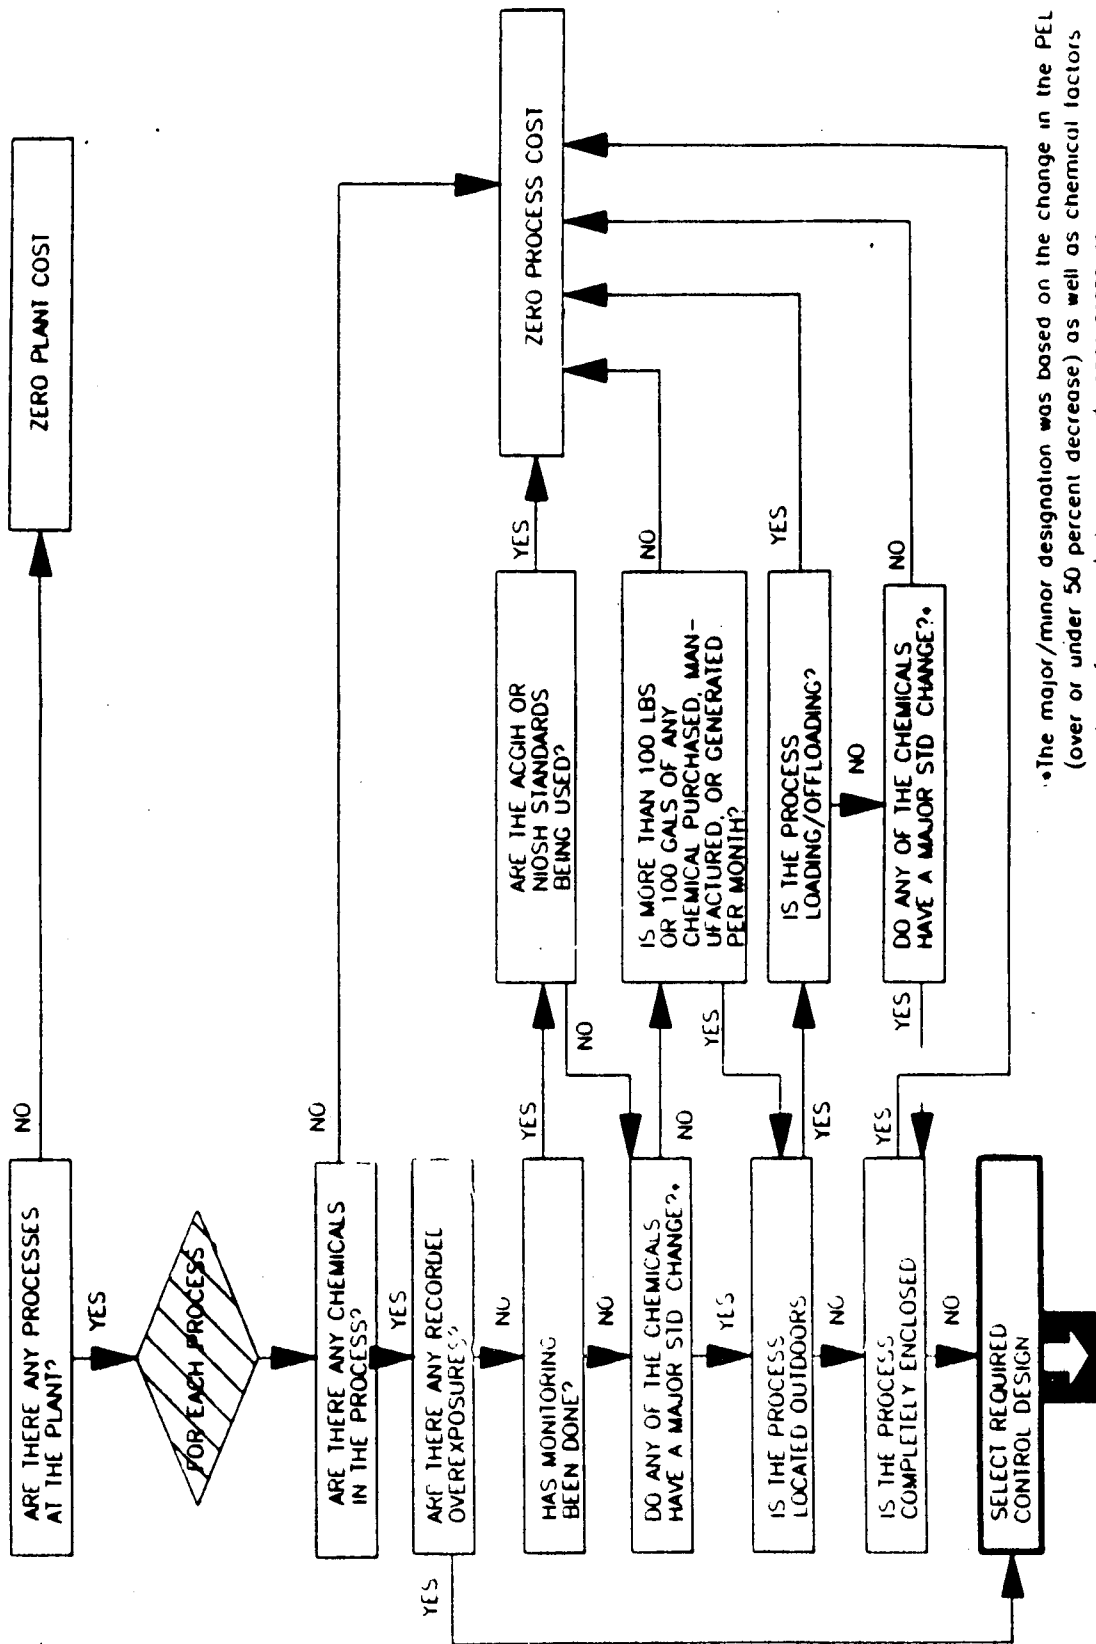 ARE THERE ANY PROCESSES
AT THE PLANT?
NO
ZERO PLANT COST
YES
FOR EACH PROCESS
ARE THERE ANY CHEMICALS
IN THE PROCESS?
NO
YES
ARE THERE ANY RECORDEL
OVEREXPOSURES?
YES
NO
HAS MONITORING
BEEN DONE?
YES
NO
ARE THE ACGIH OR
NIOSH STANDARDS
BEING USED?
YES
NO
ZERO PROCESS COST
DO ANY OF THE CHEMICALS
HAVE A MAJOR STD CHANGE?*
NO
YES
IS MORE THAN 100 LBS
OR 100 GALS OF ANY
CHEMICAL PURCHASED, MAN-
UFACTURED, OR GENERATED
PER MONTH?
NO
YES
IS THE PROCESS
LOCATED OUTDOORS
YES
NO
IS THE PROCESS
LOADING/OFFLOADING?
YES
NO
DO ANY OF THE CHEMICALS
HAVE A MAJOR STD CHANGE?*
NO
YES
IS THE PROCESS
COMPLETELY ENCLOSED
YES
NO
SELECT REQUIRED
CONTROL DESIGN
*The major/minor designation was based on the change in the PEL
(over or under 50 percent decrease) as well as chemical factors